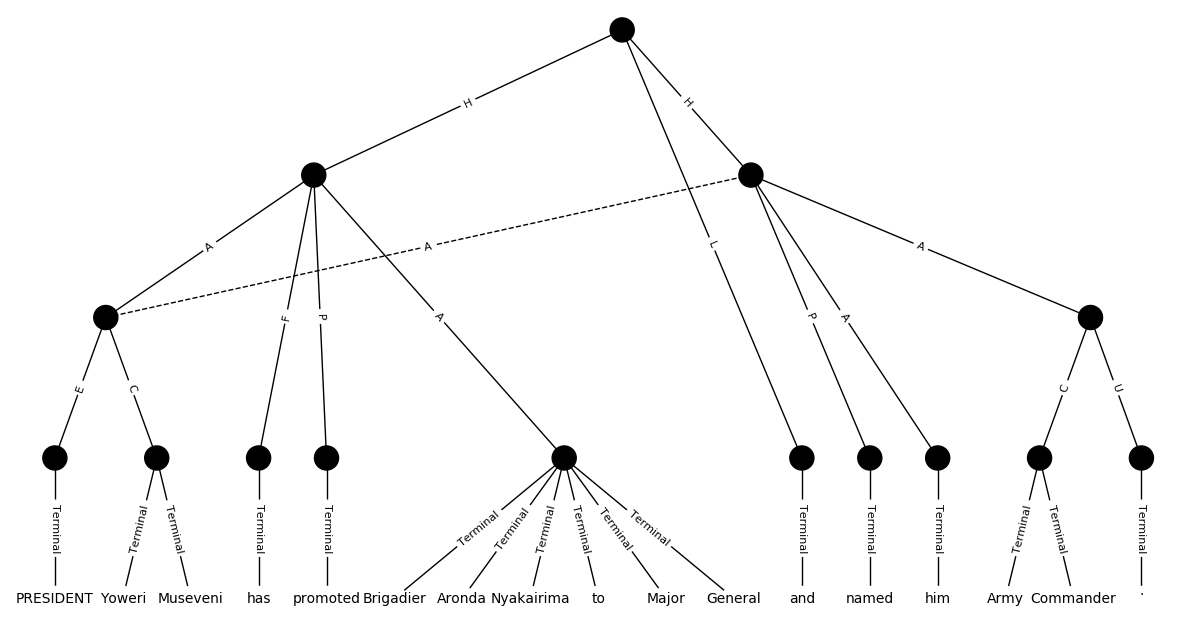 H
H
A
A
A
L
F
P
A
P
A
E
C
C
U
Terminal Terminal Terminal Terminal Terminal Terminal Terminal Terminal Terminal Terminal Terminal Terminal Terminal Terminal Terminal Terminal Terminal
PRESIDENT Yoweri Museveni has promoted Brigadier Aronda Nyakairima to Major General and named him Army Commander .